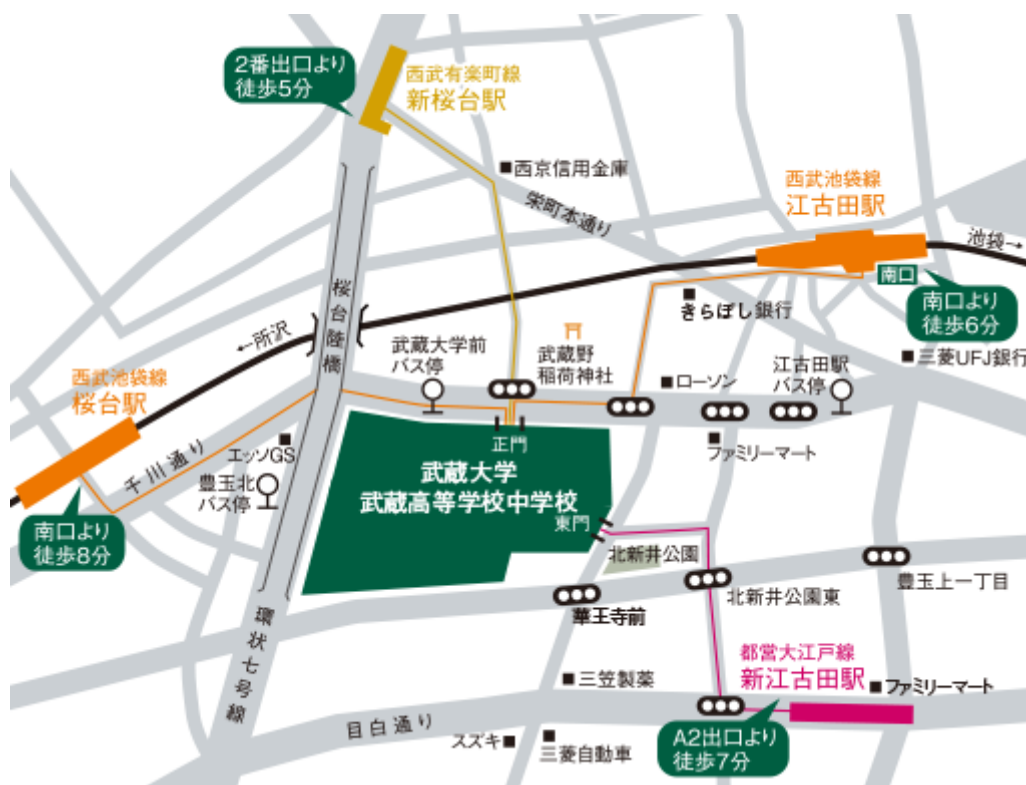 2番出口より
徒歩5分
西武有楽町線
新桜台駅
■西京信用金庫
栄町本通り
西武池袋線
江古田駅
池袋→
南口
南口より
徒歩6分
きらぼし銀行
三菱UFJ銀行
桜台陸橋
←所沢
武蔵大学前
バス停
武蔵野
稲荷神社
ローソン
江古田駅
バス停
西武池袋線
桜台駅
千川通り
エッソGS
豊玉北
バス停
南口より
徒歩8分
正門
武蔵大学
武蔵高等学校中学校
東門
ファミリーマート
北新井公園
北新井公園東
豊玉上一丁目
華王寺前
環状七号線
都営大江戸線
新江古田駅
■三笠製薬
■ファミリーマート
A2出口より
徒歩7分
目白通り
スズキ■
三菱自動車